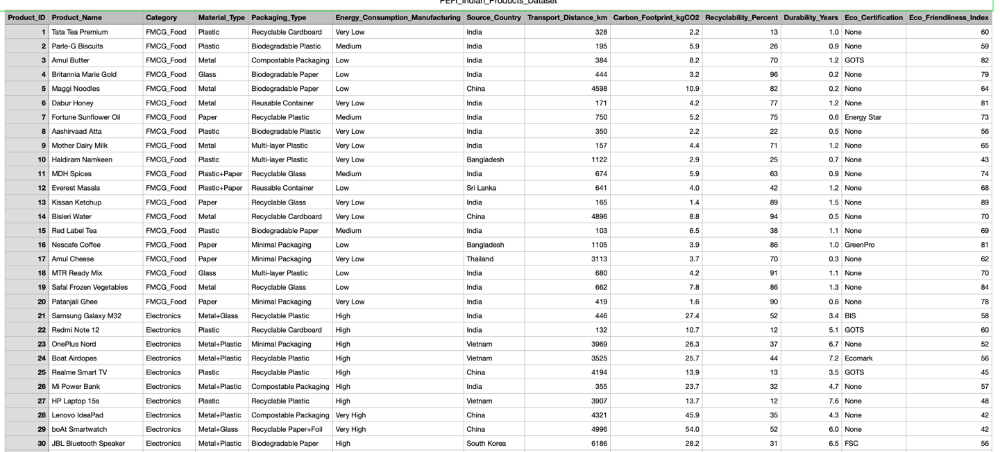 PEFI_Indian_Products_Dataset
Product_ID Product_Name Category Material_Type Packaging_Type Energy_Consumption_Manufacturing Source_Country Transport_Distance_km Carbon_Footprint_kgCO2 Recyclability_Percent Durability_Years Eco_Certification Eco_Friendliness_Index
1 Tata Tea Premium FMCG_Food Plastic Recyclable Cardboard Very Low India 328 2.2 13 1.0 None 60
2 Parle-G Biscuits FMCG_Food Plastic Biodegradable Plastic Medium India 195 5.9 26 0.9 None 59
3 Amul Butter FMCG_Food Metal Compostable Packaging Low India 384 8.2 70 1.2 GOTS 82
4 Britannia Marie Gold FMCG_Food Glass Biodegradable Paper Low India 444 3.2 96 0.2 None 79
5 Maggi Noodles FMCG_Food Metal Biodegradable Paper Low China 4598 10.9 82 0.2 None 64
6 Dabur Honey FMCG_Food Metal Reusable Container Very Low India 171 4.2 77 1.2 None 81
7 Fortune Sunflower Oil FMCG_Food Paper Recyclable Plastic Medium India 750 5.2 75 0.6 Energy Star 73
8 Aashirvaad Atta FMCG_Food Plastic Biodegradable Plastic Very Low India 350 2.2 22 0.5 None 56
9 Mother Dairy Milk FMCG_Food Metal Multi-layer Plastic Very Low India 157 4.4 71 1.2 None 65
10 Haldiram Namkeen FMCG_Food Plastic Multi-layer Plastic Very Low Bangladesh 1122 2.9 25 0.7 None 43
11 MDH Spices FMCG_Food Plastic+Paper Recyclable Glass Medium India 674 5.9 63 0.9 None 74
12 Everest Masala FMCG_Food Plastic+Paper Reusable Container Low Sri Lanka 641 4.0 42 1.2 None 68
13 Kissan Ketchup FMCG_Food Paper Recyclable Glass Very Low India 165 1.4 89 1.5 None 89
14 Bisleri Water FMCG_Food Metal Recyclable Cardboard Very Low China 4896 8.8 94 0.5 None 70
15 Red Label Tea FMCG_Food Plastic Biodegradable Paper Medium India 103 6.5 38 1.1 None 69
16 Nescafe Coffee FMCG_Food Paper Minimal Packaging Low Bangladesh 1105 3.9 86 1.0 GreenPro 81
17 Amul Cheese FMCG_Food Paper Minimal Packaging Very Low Thailand 3113 3.7 70 0.3 None 62
18 MTR Ready Mix FMCG_Food Glass Multi-layer Plastic Low India 680 4.2 91 1.1 None 70
19 Safal Frozen Vegetables FMCG_Food Metal Recyclable Glass Low India 662 7.8 86 1.3 None 84
20 Patanjali Ghee FMCG_Food Paper Minimal Packaging Very Low India 419 1.6 90 0.6 None 78
21 Samsung Galaxy M32 Electronics Metal+Glass Recyclable Plastic High India 446 27.4 52 3.4 BIS 58
22 Redmi Note 12 Electronics Plastic Recyclable Cardboard High India 132 10.7 12 5.1 GOTS 60
23 OnePlus Nord Electronics Metal+Plastic Minimal Packaging High Vietnam 3969 26.3 37 6.7 None 52
24 Boat Airdopes Electronics Metal+Plastic Recyclable Plastic High Vietnam 3525 25.7 44 7.2 Ecomark 56
25 Realme Smart TV Electronics Plastic Recyclable Plastic High China 4194 13.9 13 3.5 GOTS 45
26 Mi Power Bank Electronics Metal+Plastic Compostable Packaging High India 355 23.7 32 4.7 None 57
27 HP Laptop 15s Electronics Plastic Recyclable Plastic High Vietnam 3907 13.7 12 7.6 None 48
28 Lenovo IdeaPad Electronics Metal+Plastic Compostable Packaging Very High China 4321 45.9 35 4.3 None 42
29 boAt Smartwatch Electronics Metal+Glass Recyclable Paper+Foil Very High China 4996 54.0 52 6.0 None 42
30 JBL Bluetooth Speaker Electronics Metal+Plastic Biodegradable Paper High South Korea 6186 28.2 31 6.5 FSC 56